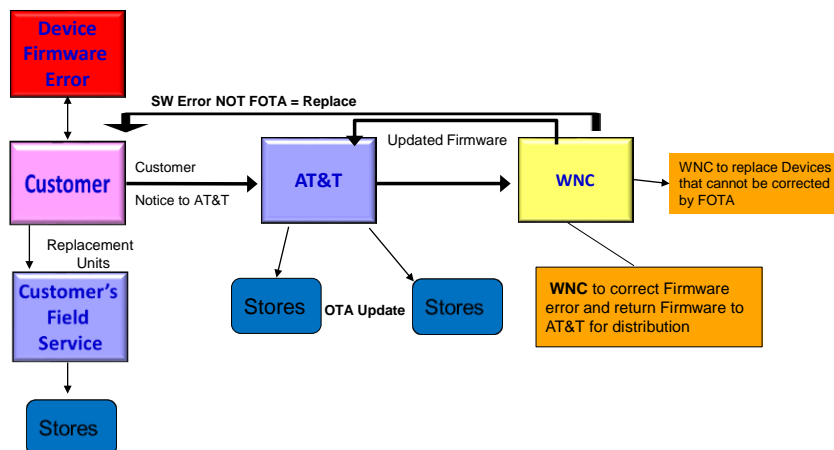 Device
Firmware
Error
SW Error NOT FOTA = Replace
Updated Firmware
Customer
Customer
Notice to AT&T
AT&T
WNC
WNC to replace Devices
that cannot be corrected
by FOTA
Replacement
Units
Customer's
Field
Service
Stores
OTA Update
Stores
WNC to correct Firmware
error and return Firmware to
AT&T for distribution
Stores